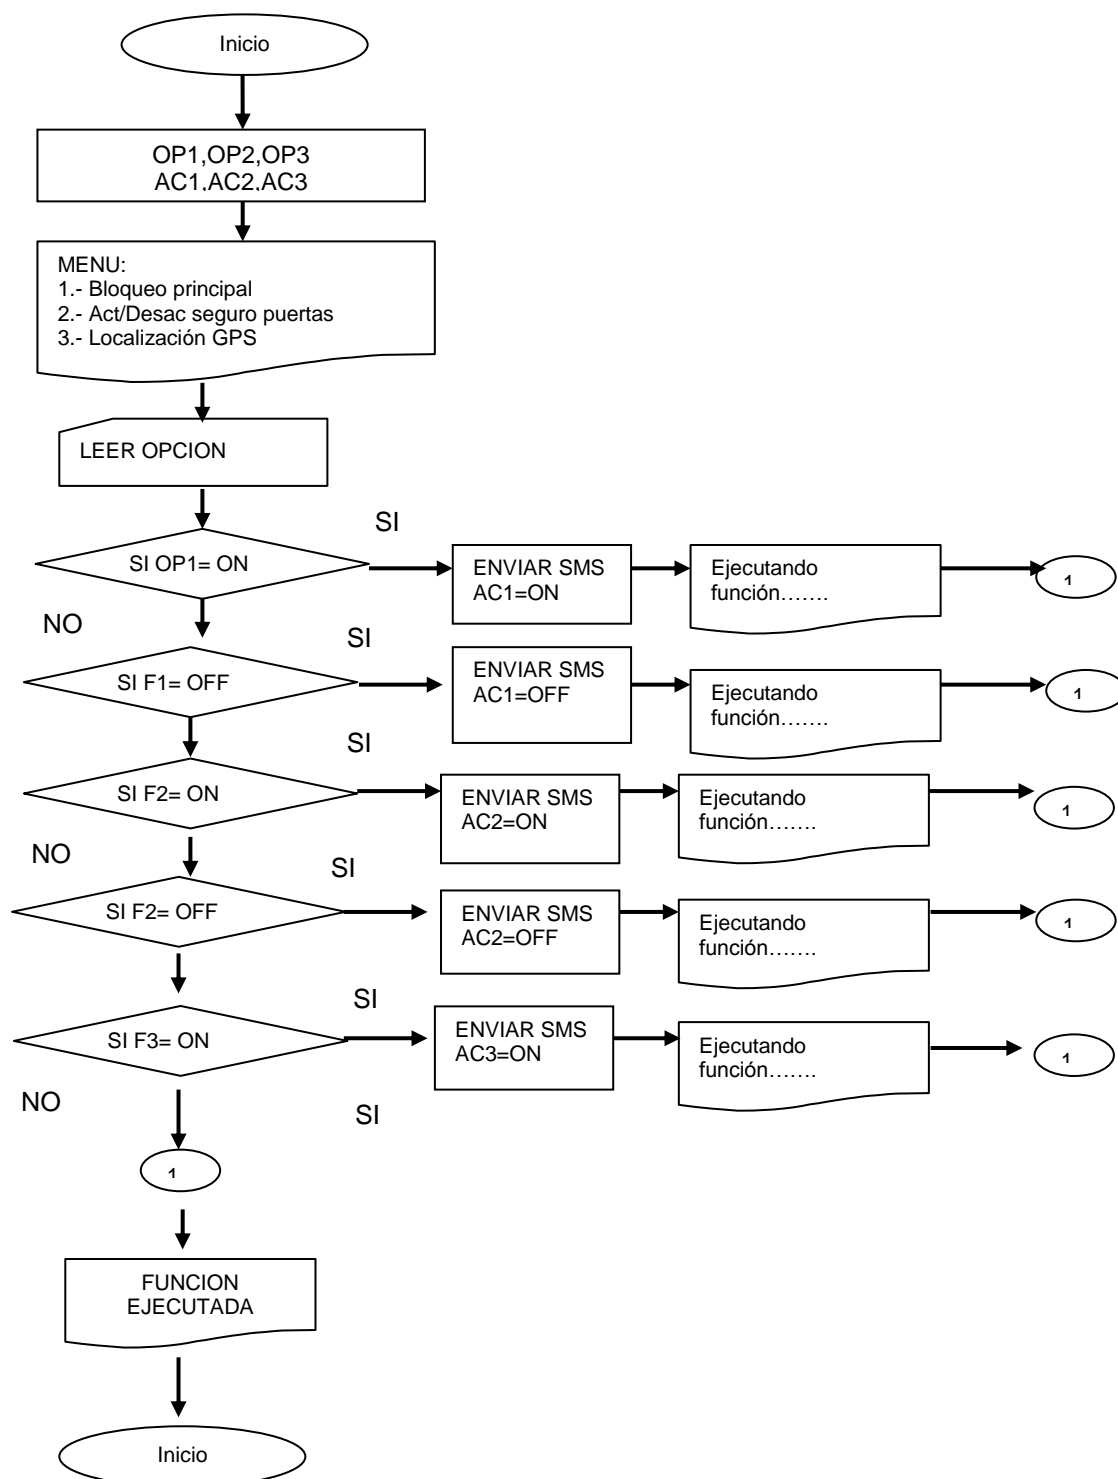 Inicio
OP1,OP2,OP3
AC1,AC2,AC3
MENU:
1.- Bloqueo principal
2.- Act/Desac seguro puertas
3.- Localización GPS
LEER OPCION
SI
SI OP1= ON
ENVIAR SMS
AC1=ON
Ejecutando
función…….
1
NO
SI
SI F1= OFF
ENVIAR SMS
AC1=OFF
Ejecutando
función…….
1
SI
SI F2= ON
ENVIAR SMS
AC2=ON
Ejecutando
función…….
1
NO
SI
SI F2= OFF
ENVIAR SMS
AC2=OFF
Ejecutando
función…….
1
SI
SI F3= ON
ENVIAR SMS
AC3=ON
Ejecutando
función…….
1
NO
SI
1
FUNCION
EJECUTADA
Inicio